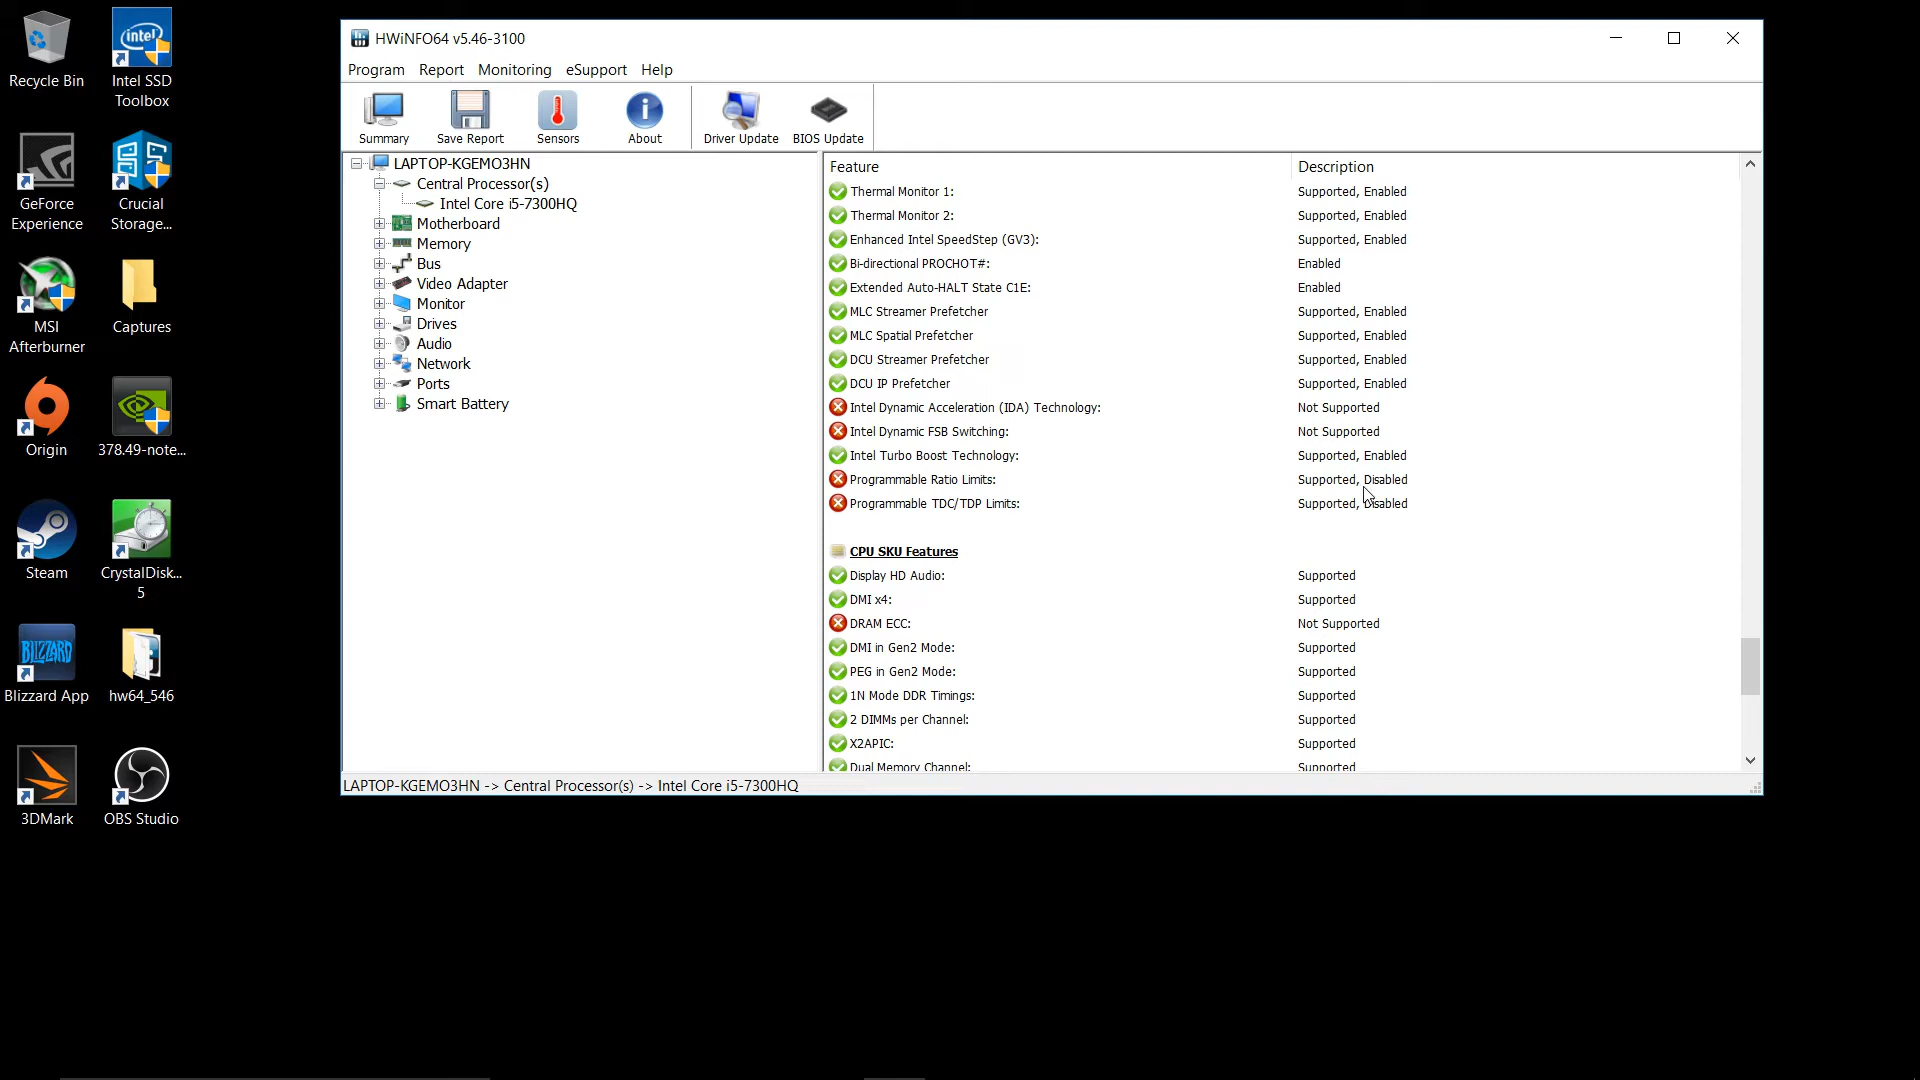 Recycle Bin
Intel SSD
Toolbox
GeForce
Experience
Crucial
Storage...
MSI
Afterburner
Captures
Origin
378.49-note...
Steam
CrystalDisk...
5
Blizzard App
hw64_546
3DMark
OBS Studio
intel
BLIZZARD
HWiNFO64 v5.46-3100
Program Report Monitoring eSupport Help
Summary Save Report Sensors About Driver Update BIOS Update
LAPTOP-KGEMO3HN
Central Processor(s)
Intel Core i5-7300HQ
Motherboard
Memory
Bus
Video Adapter
Monitor
Drives
Audio
Network
Ports
Smart Battery
Feature Description
Thermal Monitor 1: Supported, Enabled
Thermal Monitor 2: Supported, Enabled
Enhanced Intel SpeedStep (GV3): Supported, Enabled
Bi-directional PROCHOT#: Enabled
Extended Auto-HALT State C1E: Enabled
MLC Streamer Prefetcher Supported, Enabled
MLC Spatial Prefetcher Supported, Enabled
DCU Streamer Prefetcher Supported, Enabled
DCU IP Prefetcher Supported, Enabled
Intel Dynamic Acceleration (IDA) Technology: Not Supported
Intel Dynamic FSB Switching: Not Supported
Intel Turbo Boost Technology: Supported, Enabled
Programmable Ratio Limits: Supported, Disabled
Programmable TDC/TDP Limits: Supported, Disabled
CPU SKU Features
Display HD Audio: Supported
DMI x4: Supported
DRAM ECC: Not Supported
DMI in Gen2 Mode: Supported
PEG in Gen2 Mode: Supported
1N Mode DDR Timings: Supported
2 DIMMs per Channel: Supported
X2APIC: Supported
Dual Memory Channel: Supported
LAPTOP-KGEMO3HN -> Central Processor(s) -> Intel Core i5-7300HQ